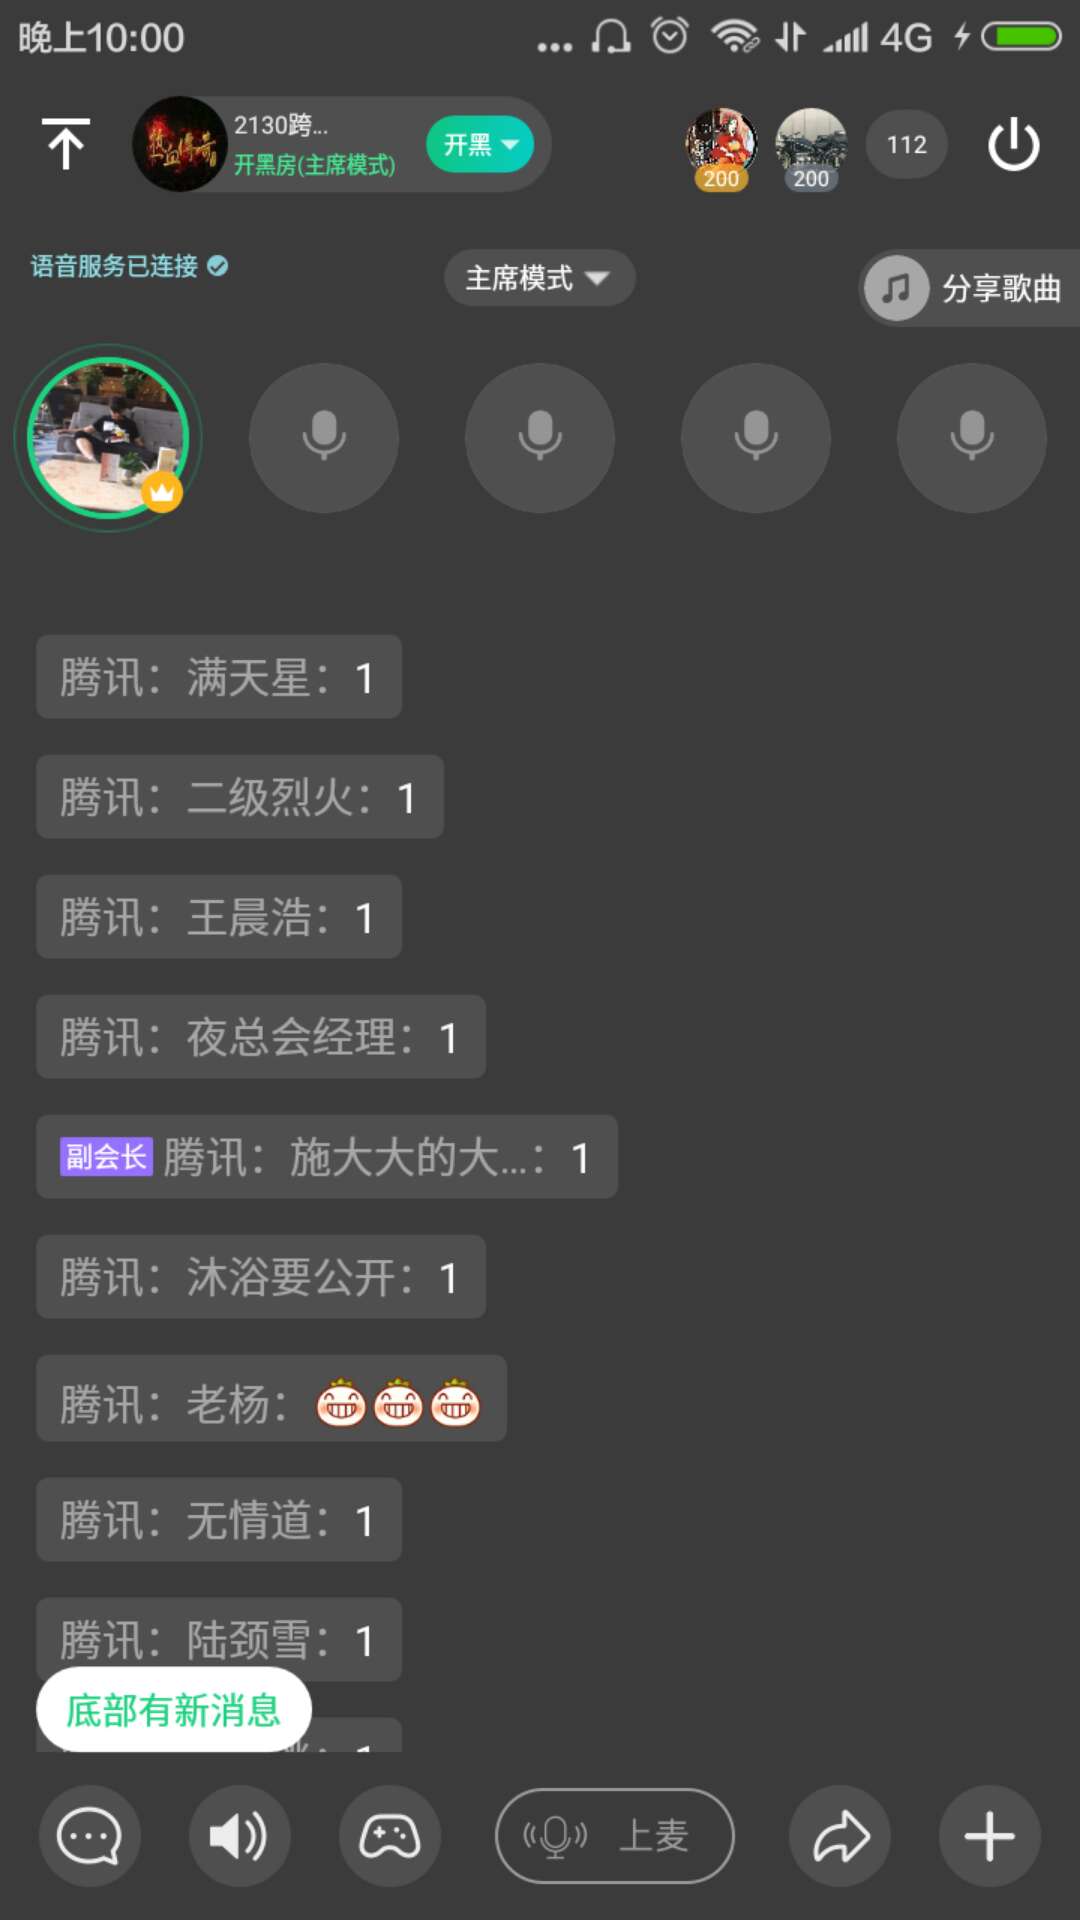 晚上10:00
4G
2130跨...
开黑房(主席模式)
开黑
200
200
112
语音服务已连接
主席模式
分享歌曲
腾讯：满天星：1
腾讯：二级烈火：1
腾讯：王晨浩：1
腾讯：夜总会经理：1
副会长 腾讯：施大大的大...：1
腾讯：沐浴要公开：1
腾讯：老杨：
腾讯：无情道：1
腾讯：陆颈雪：1
底部有新消息
上麦